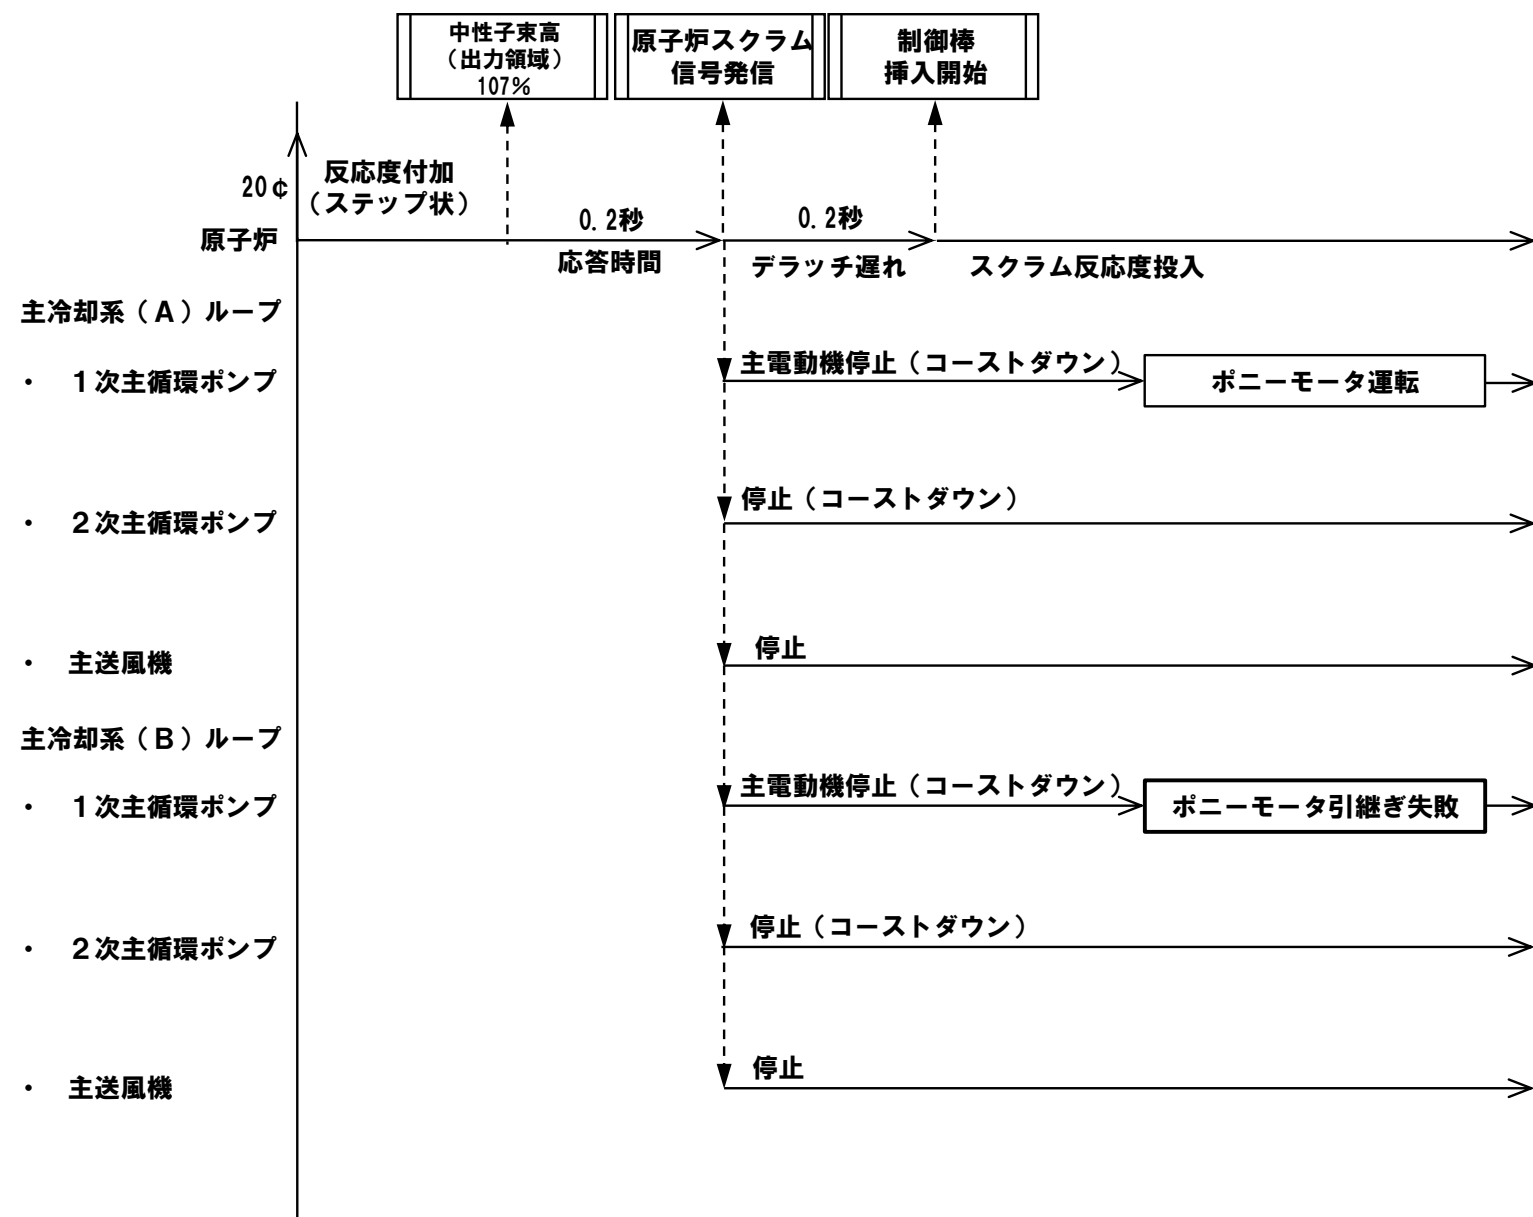 中性子束高
（出力領域）
107％
原子炉スクラム
信号発信
制御棒
挿入開始
20￠
反応度付加
（ステップ状）
原子炉
0.2秒
応答時間
0.2秒
デラッチ遅れ
スクラム反応度投入
主冷却系（Ａ）ループ
・ １次主循環ポンプ
主電動機停止（コーストダウン）
ポニーモータ運転
・ ２次主循環ポンプ
停止（コーストダウン）
・ 主送風機
停止
主冷却系（Ｂ）ループ
・ １次主循環ポンプ
主電動機停止（コーストダウン）
ポニーモータ引継ぎ失敗
・ ２次主循環ポンプ
停止（コーストダウン）
・ 主送風機
停止